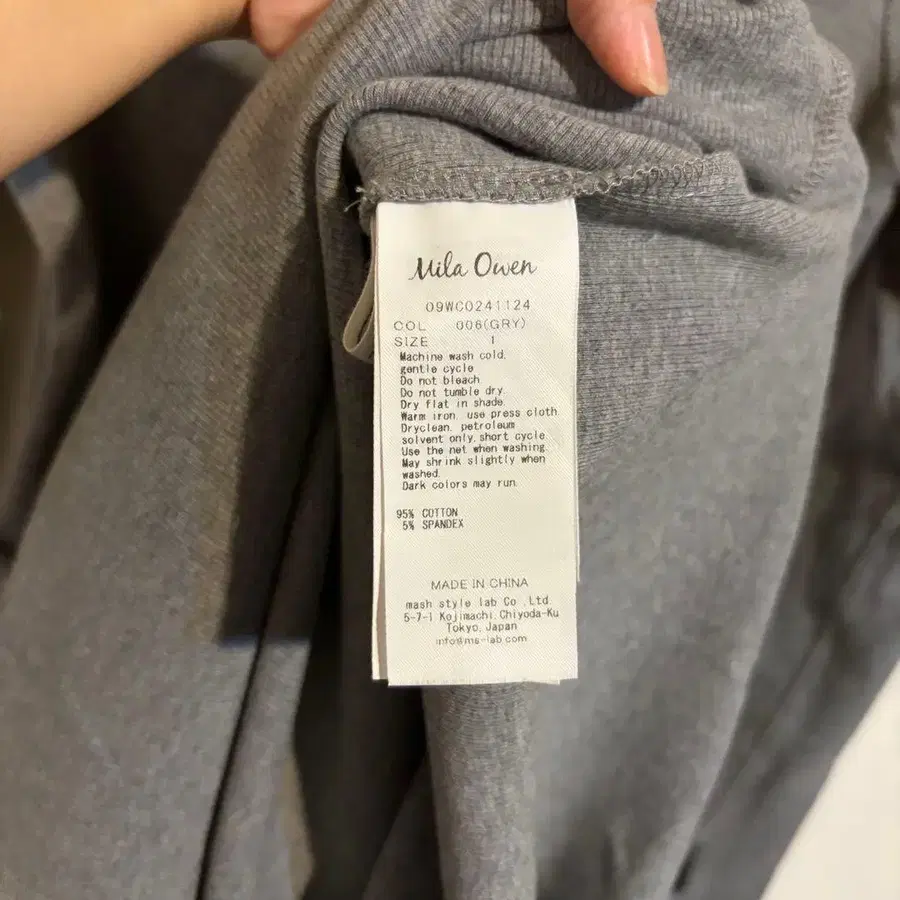 Mila Owen
09WCO241124
COL 006(GRY)
SIZE 1
Machine wash cold,
gentle cycle
Do not bleach
Do not tumble dry.
Dry flat in shade.
Warm iron. use press cloth
Dryclean, petroleum
solvent only, short cycle
Use the net when washing.
May shrink slightly when
washed.
Dark colors may run.
95% COTTON
5% SPANDEX
MADE IN CHINA
mash style lab Co.,Ltd.
5-7-1 Kojimachi,Chiyoda-Ku
Tokyo,Japan
info@ms-lab.com